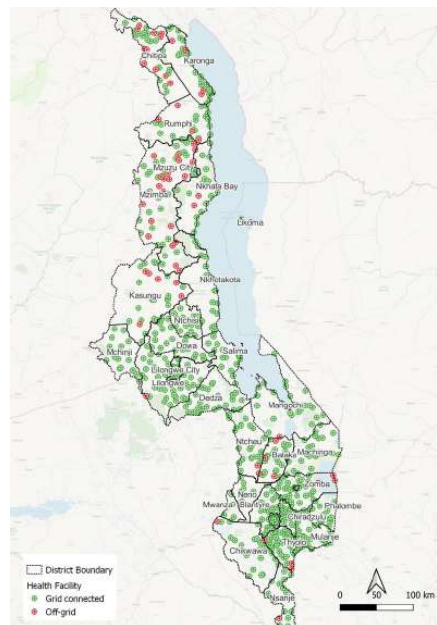 Chitipa
Karonga
Rumphi
Mzuzu City
Mzimba
Nkhata Bay
Likoma
Nkhotakota
Kasungu
Ntchisi
Dowa
Mchinji
Salima
Lilongwe City
Lilongwe
Dedza
Mangochi
Ntcheu
Balaka
Machinga
Zomba
Neno
Mwanza
Blantyre
Phalombe
Chiradzulu
Mulanje
Thyolo
Chikwawa
Nsanje
District Boundary
Health Facility
Grid connected
Off-grid
0 50 100 km